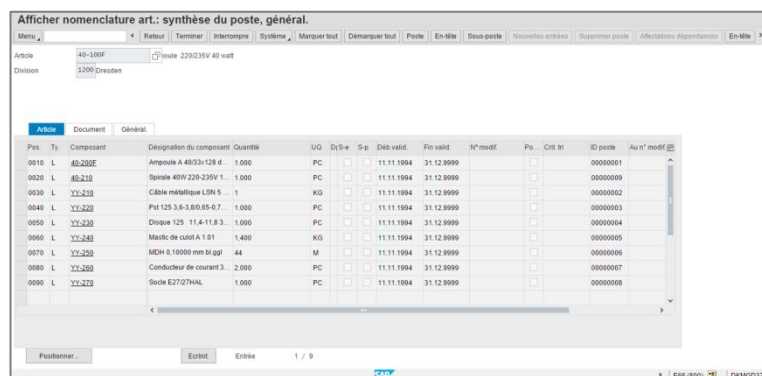 Afficher nomenclature art.: synthèse du poste, général.
Menu Retour Terminer Interrompre Système Marquer tout Démarquer tout Poste En-tête Sous-poste Nouvelles entrées Supprimer poste Affectations dépendances En-tête
Article 40-100F poule 220/235V 40 watt
Division 1200 Dresden
Article Document Général.
Pos. Ty. Composant Désignation du composant Quantité UQ S-e S-p Déb.valid. Fin valid. N° modif. Po... Crit. tri ID poste Au n° modif.
0010 L 40-200F Ampoule A 40/33x128 d... 1.000 PC 11.11.1994 31.12.9999 00000001
0020 L 40-210 Spirale 40W 220-235V 1... 1.000 PC 11.11.1994 31.12.9999 00000009
0030 L YY-210 Câble métallique LSN 5 ... 1 KG 11.11.1994 31.12.9999 00000002
0040 L YY-220 Pst 125 3,6-3,8/0,65-0,7... 1.000 PC 11.11.1994 31.12.9999 00000003
0050 L YY-230 Disque 125 11,4-11,8 3... 1.000 PC 11.11.1994 31.12.9999 00000004
0060 L YY-240 Mastic de culot A 1.01 1,400 KG 11.11.1994 31.12.9999 00000005
0070 L YY-250 MDH 0,10000 mm bl.ggl 44 M 11.11.1994 31.12.9999 00000006
0080 L YY-260 Conducteur de courant 3... 2.000 PC 11.11.1994 31.12.9999 00000007
0090 L YY-270 Socle E27/27HAL 1.000 PC 11.11.1994 31.12.9999 00000008
Positionner... EcrInit. Entrée 1 / 9
SAP